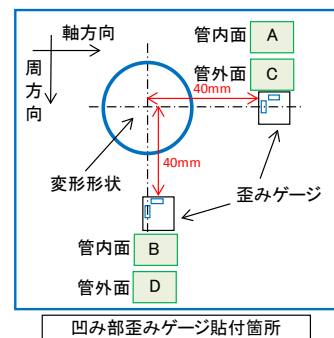 軸方向
周方向
管内面 A
管外面 C
40mm
40mm
変形形状
歪みゲージ
管内面 B
管外面 D
凹み部歪みゲージ貼付箇所